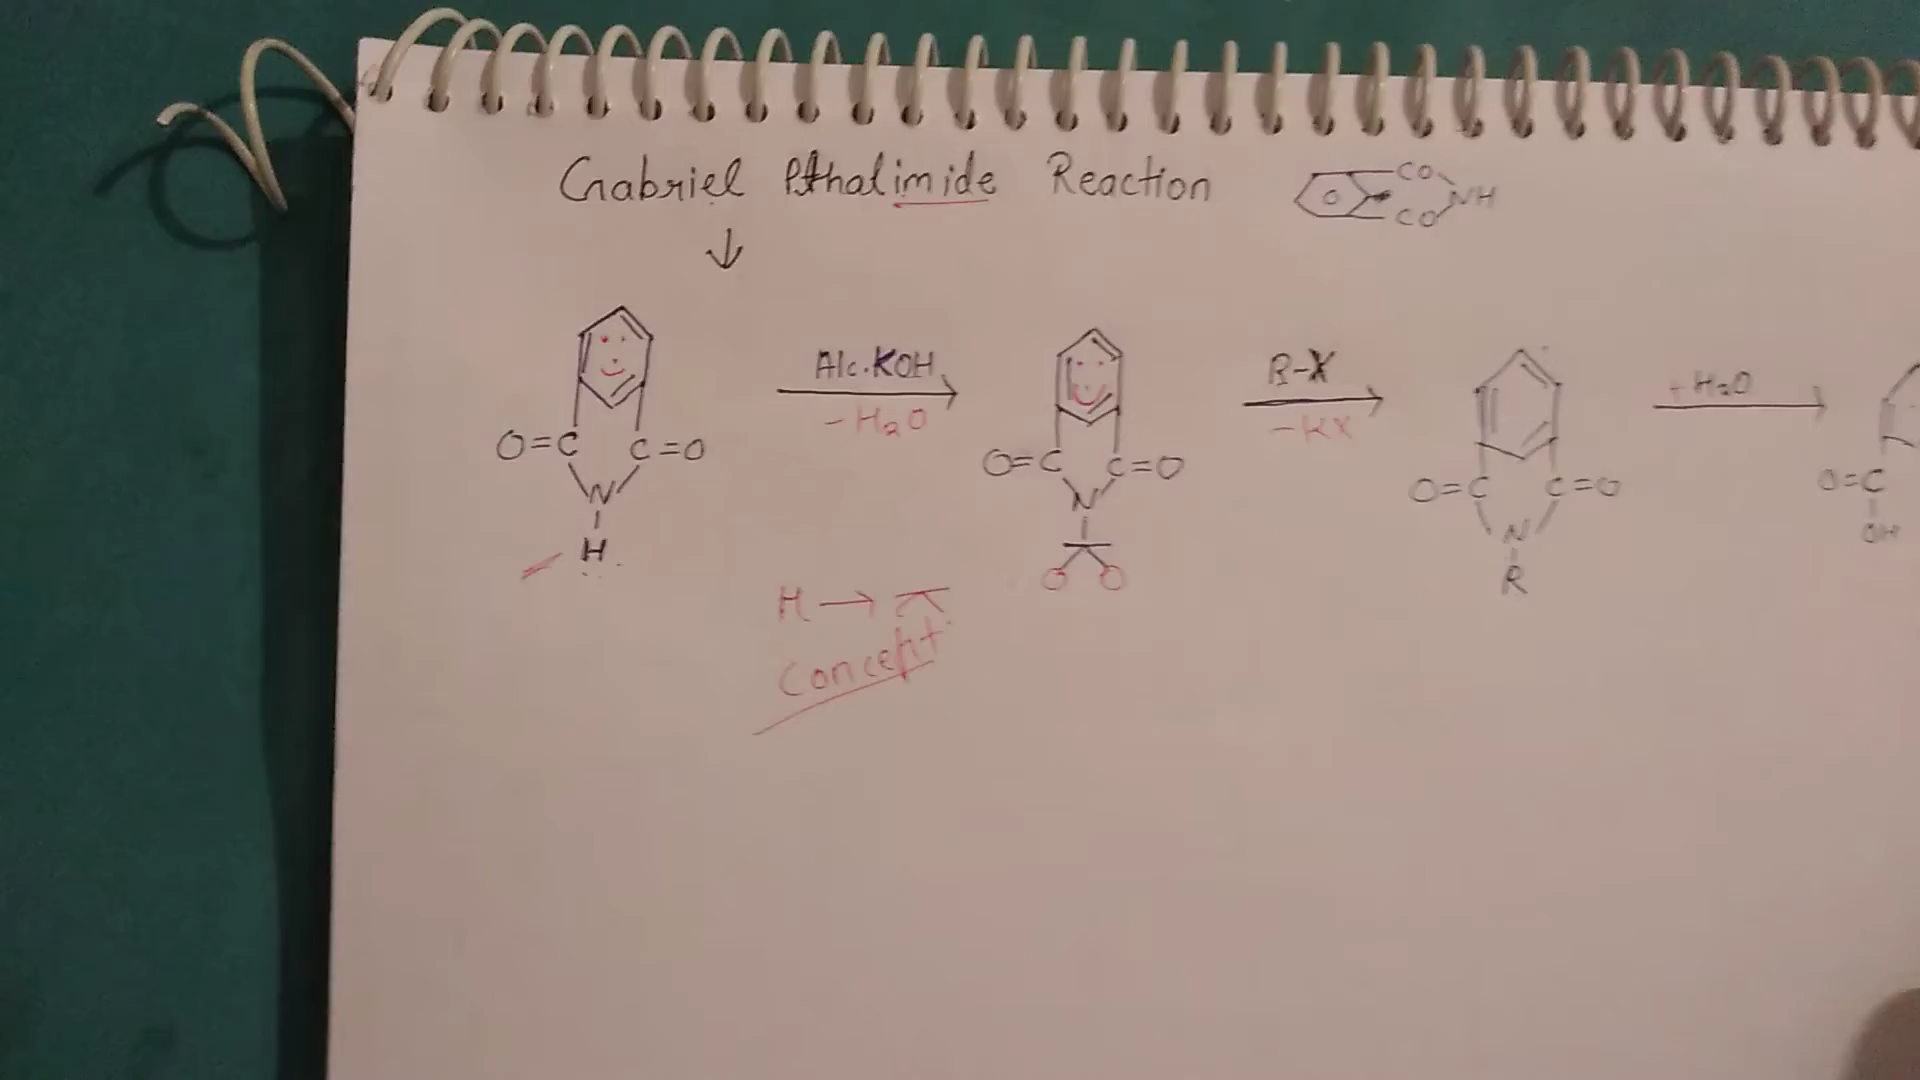 Gabriel Pthalimide Reaction
CO
NH
CO
Alc. KOH
-H2O
R-X
-KX
+H2O
O=C C=O
N
H
O=C C=O
N
K
O=C C=O
N
R
O=C
OH
H → K
Concept